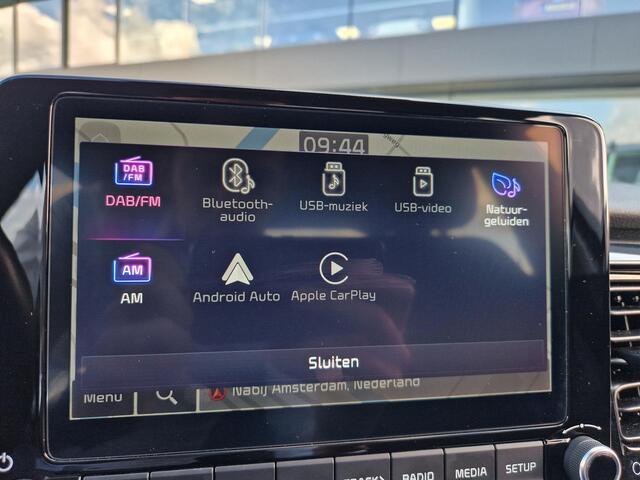 09:44
DAB
/FM
DAB/FM
Bluetooth-
audio
USB-muziek
USB-video
Natuur-
geluiden
AM
AM
Android Auto
Apple CarPlay
Sluiten
Menu
Nabij Amsterdam, Nederland
RADIO
MEDIA
SETUP